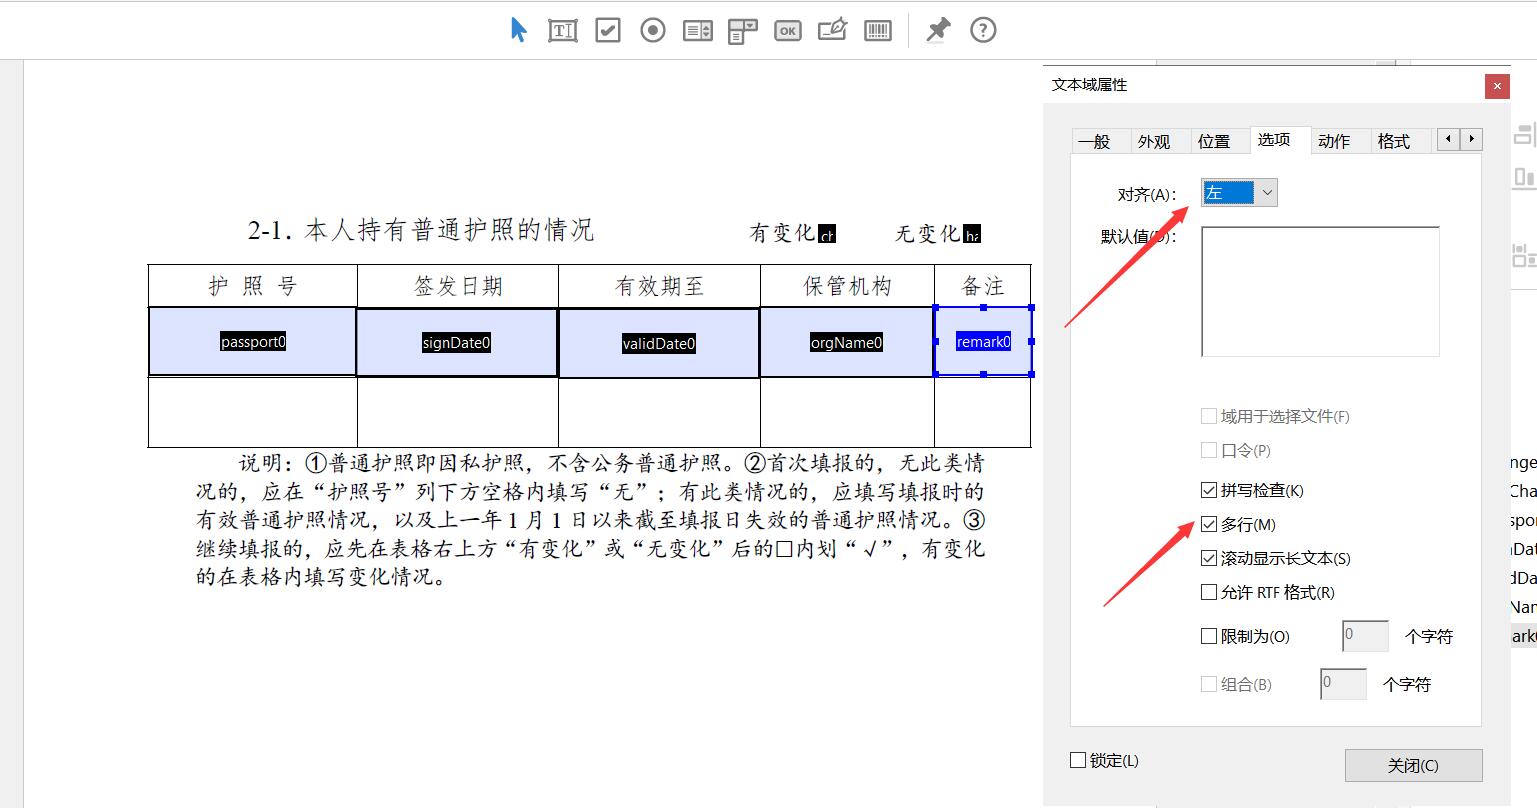 OK
文本域属性
一般 外观 位置 选项 动作 格式
对齐(A): 左
默认值(D):
2-1. 本人持有普通护照的情况 有变化 ch 无变化 ha
护 照 号 签发日期 有效期至 保管机构 备注
passport0 signDate0 validDate0 orgName0 remark0
说明：①普通护照即因私护照，不含公务普通护照。②首次填报的，无此类情
况的，应在“护照号”列下方空格内填写“无”；有此类情况的，应填写填报时的
有效普通护照情况，以及上一年1月1日以来截至填报日失效的普通护照情况。③
继续填报的，应先在表格右上方“有变化”或“无变化”后的□内划“√”，有变化
的在表格内填写变化情况。
域用于选择文件(F)
口令(P)
拼写检查(K)
多行(M)
滚动显示长文本(S)
允许 RTF 格式(R)
限制为(O) 0 个字符
组合(B) 0 个字符
锁定(L) 关闭(C)